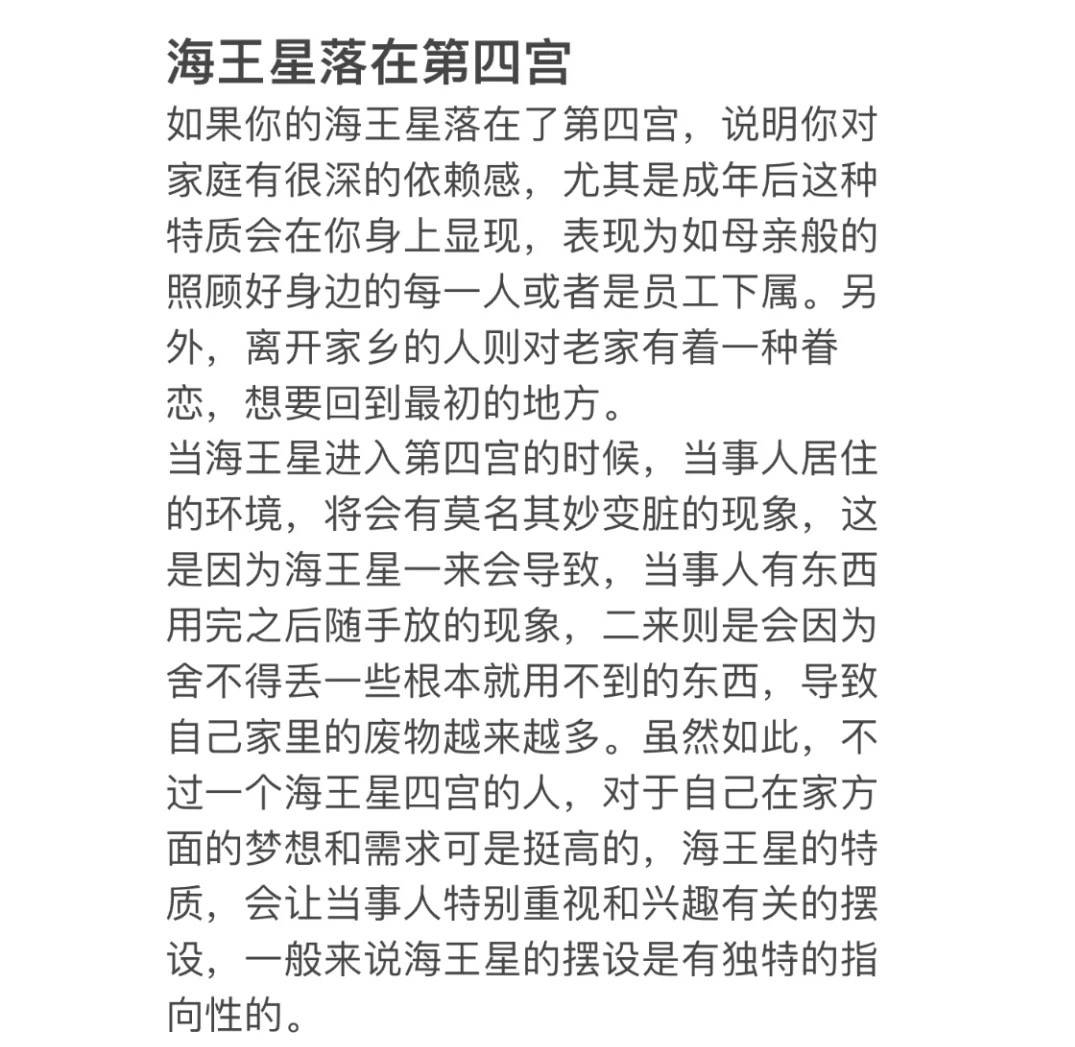 海王星落在第四宫
如果你的海王星落在了第四宫，说明你对
家庭有很深的依赖感，尤其是成年后这种
特质会在你身上显现，表现为如母亲般的
照顾好身边的每一人或者是员工下属。另
外，离开家乡的人则对老家有着一种眷
恋，想要回到最初的地方。
当海王星进入第四宫的时候，当事人居住
的环境，将会有莫名其妙变脏的现象，这
是因为海王星一来会导致，当事人有东西
用完之后随手放的现象，二来则是会因为
舍不得丢一些根本就用不到的东西，导致
自己家里的废物越来越多。虽然如此，不
过一个海王星四宫的人，对于自己在家方
面的梦想和需求可是挺高的，海王星的特
质，会让当事人特别重视和兴趣有关的摆
设，一般来说海王星的摆设是有独特的指
向性的。